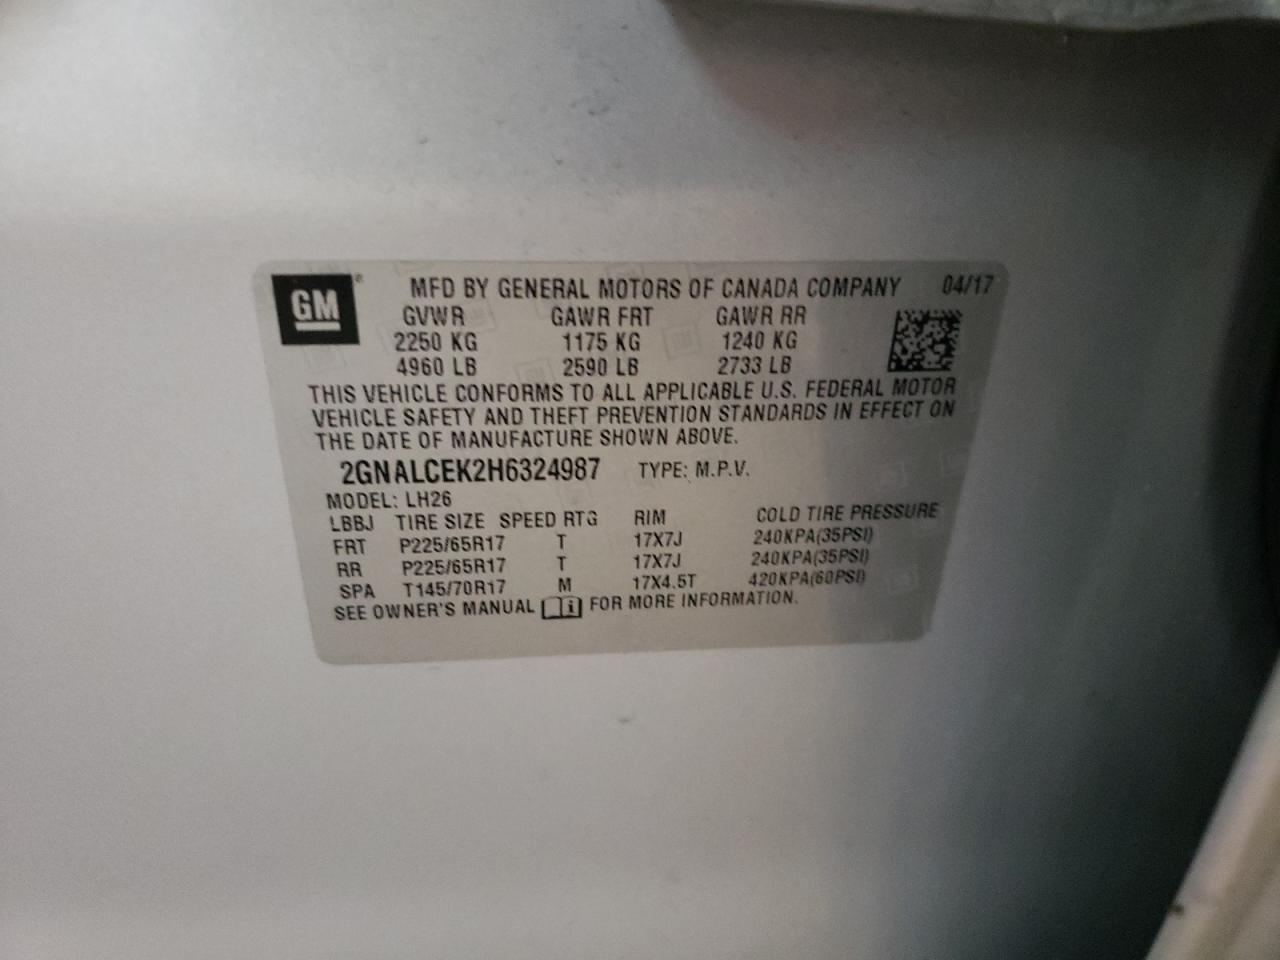 GM®
MFD BY GENERAL MOTORS OF CANADA COMPANY 04/17
GVWR GAWR FRT GAWR RR
2250 KG 1175 KG 1240 KG
4960 LB 2590 LB 2733 LB
THIS VEHICLE CONFORMS TO ALL APPLICABLE U.S. FEDERAL MOTOR
VEHICLE SAFETY AND THEFT PREVENTION STANDARDS IN EFFECT ON
THE DATE OF MANUFACTURE SHOWN ABOVE.
2GNALCEK2H6324987 TYPE: M.P.V.
MODEL: LH26
LBBJ TIRE SIZE SPEED RTG RIM COLD TIRE PRESSURE
FRT P225/65R17 T 17X7J 240KPA(35PSI)
RR P225/65R17 T 17X7J 240KPA(35PSI)
SPA T145/70R17 M 17X4.5T 420KPA(60PSI)
SEE OWNER'S MANUAL i FOR MORE INFORMATION.